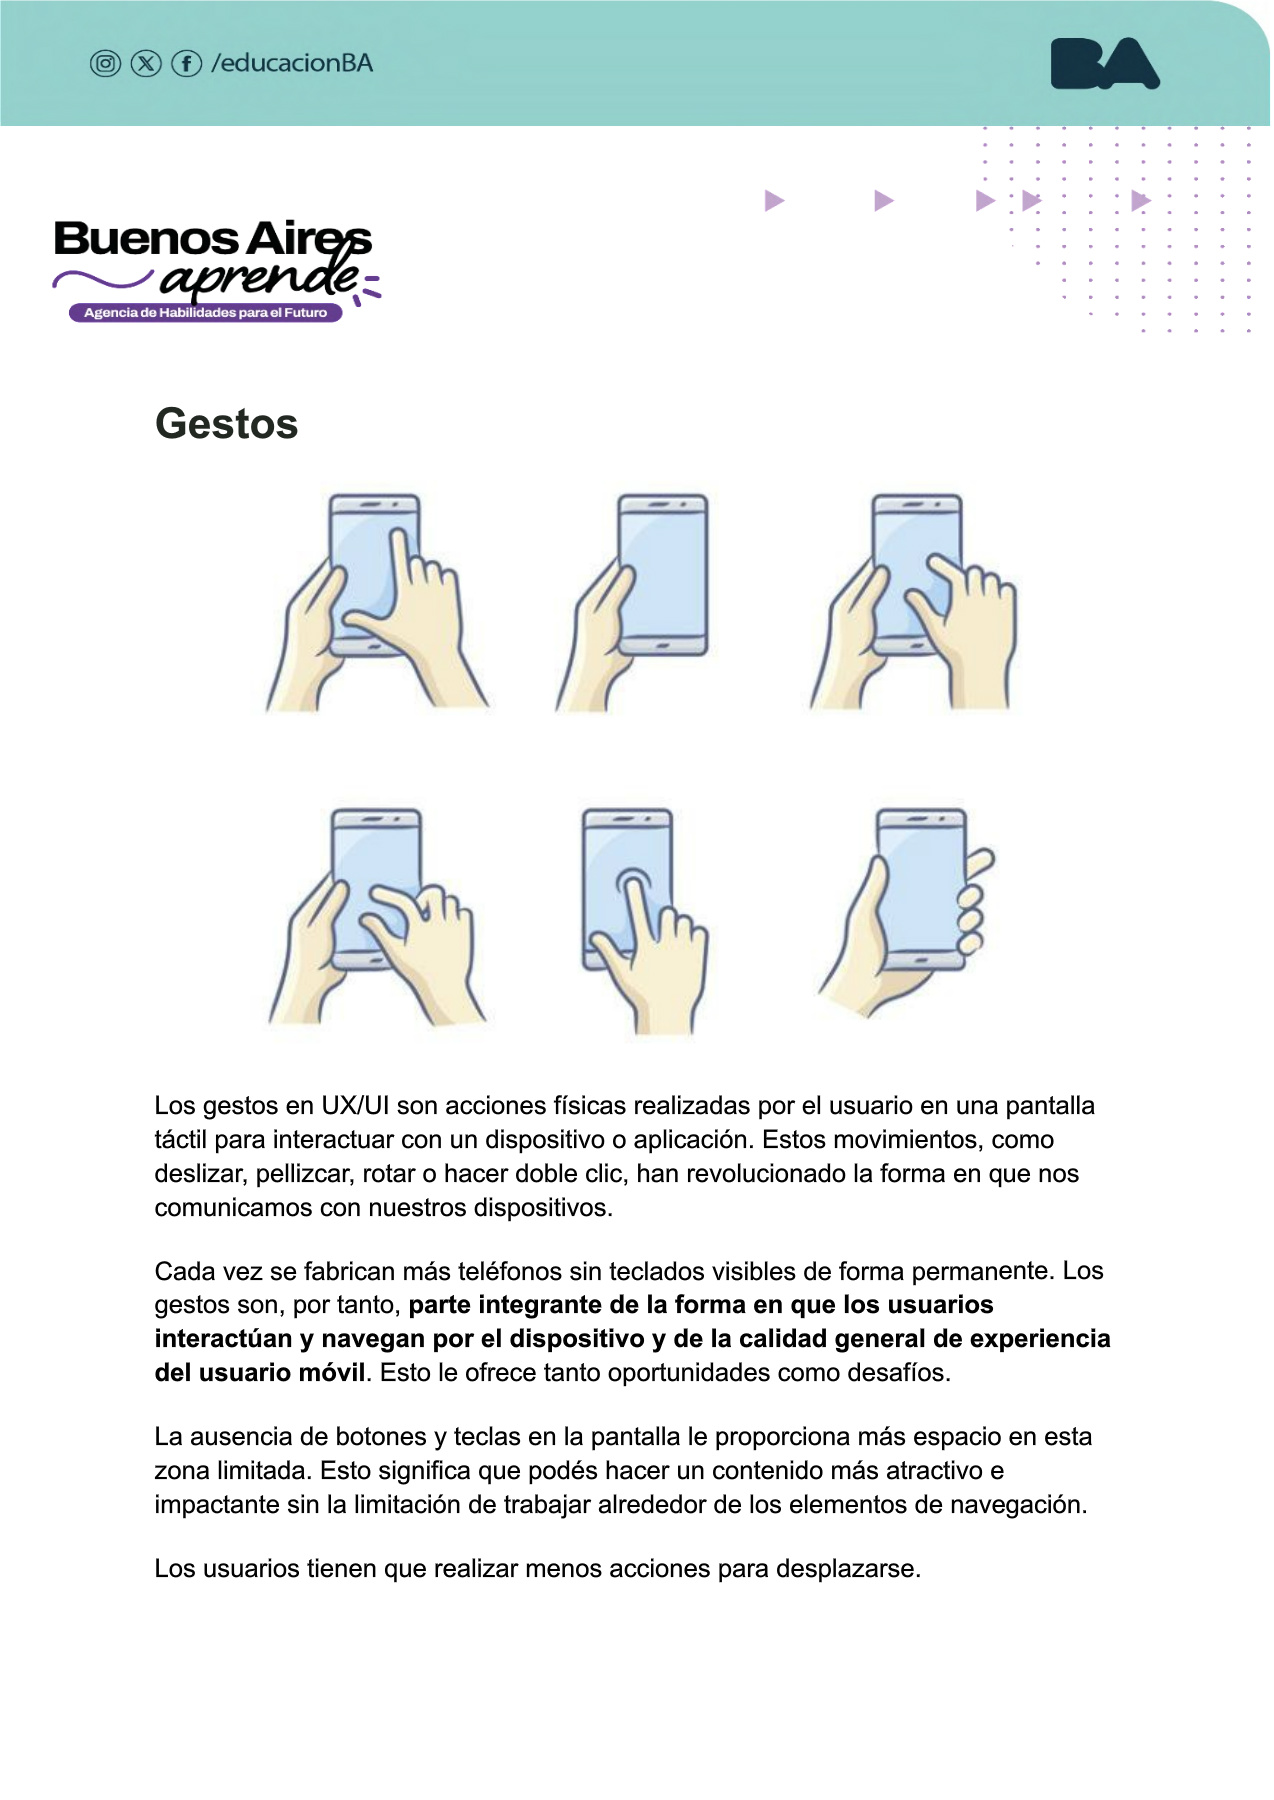 /educacionBA
BA
Buenos Aires
aprende
Agencia de Habilidades para el Futuro
Gestos
Los gestos en UX/UI son acciones físicas realizadas por el usuario en una pantalla
táctil para interactuar con un dispositivo o aplicación. Estos movimientos, como
deslizar, pellizcar, rotar o hacer doble clic, han revolucionado la forma en que nos
comunicamos con nuestros dispositivos.
Cada vez se fabrican más teléfonos sin teclados visibles de forma permanente. Los
gestos son, por tanto, parte integrante de la forma en que los usuarios
interactúan y navegan por el dispositivo y de la calidad general de experiencia
del usuario móvil. Esto le ofrece tanto oportunidades como desafíos.
La ausencia de botones y teclas en la pantalla le proporciona más espacio en esta
zona limitada. Esto significa que podés hacer un contenido más atractivo e
impactante sin la limitación de trabajar alrededor de los elementos de navegación.
Los usuarios tienen que realizar menos acciones para desplazarse.